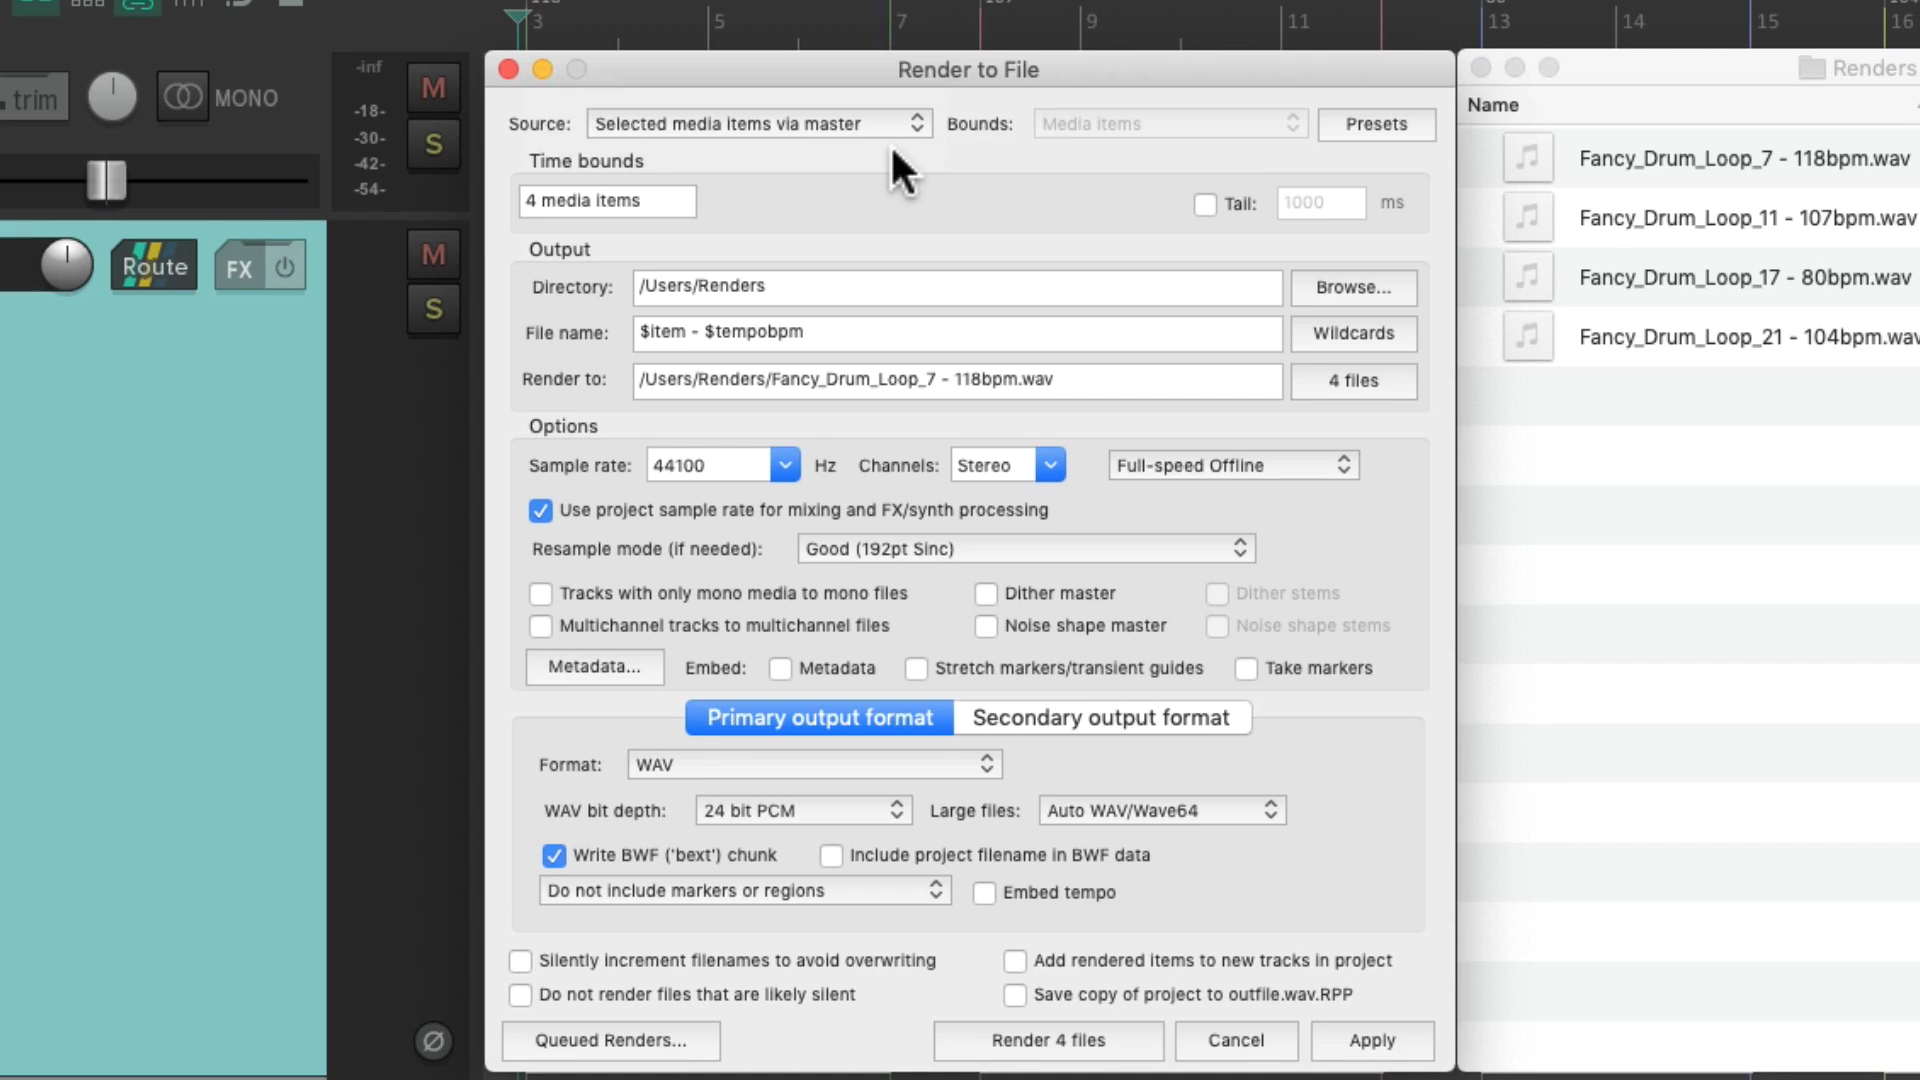 3
5
7
9
11
13
14
15
16
trim
MONO
-inf
-18-
-30-
-42-
-54-
M
S
Route
FX
M
S
Render to File
Source: Selected media items via master Bounds: Media items Presets
Time bounds
4 media items Tail: 1000 ms
Output
Directory: /Users/Renders Browse...
File name: $item - $tempobpm Wildcards
Render to: /Users/Renders/Fancy_Drum_Loop_7 - 118bpm.wav 4 files
Options
Sample rate: 44100 Hz Channels: Stereo Full-speed Offline
Use project sample rate for mixing and FX/synth processing
Resample mode (if needed): Good (192pt Sinc)
Tracks with only mono media to mono files Dither master Dither stems
Multichannel tracks to multichannel files Noise shape master Noise shape stems
Metadata... Embed: Metadata Stretch markers/transient guides Take markers
Primary output format Secondary output format
Format: WAV
WAV bit depth: 24 bit PCM Large files: Auto WAV/Wave64
Write BWF ('bext') chunk Include project filename in BWF data
Do not include markers or regions Embed tempo
Silently increment filenames to avoid overwriting Add rendered items to new tracks in project
Do not render files that are likely silent Save copy of project to outfile.wav.RPP
Queued Renders... Render 4 files Cancel Apply
Renders
Name
Fancy_Drum_Loop_7 - 118bpm.wav
Fancy_Drum_Loop_11 - 107bpm.wav
Fancy_Drum_Loop_17 - 80bpm.wav
Fancy_Drum_Loop_21 - 104bpm.wav